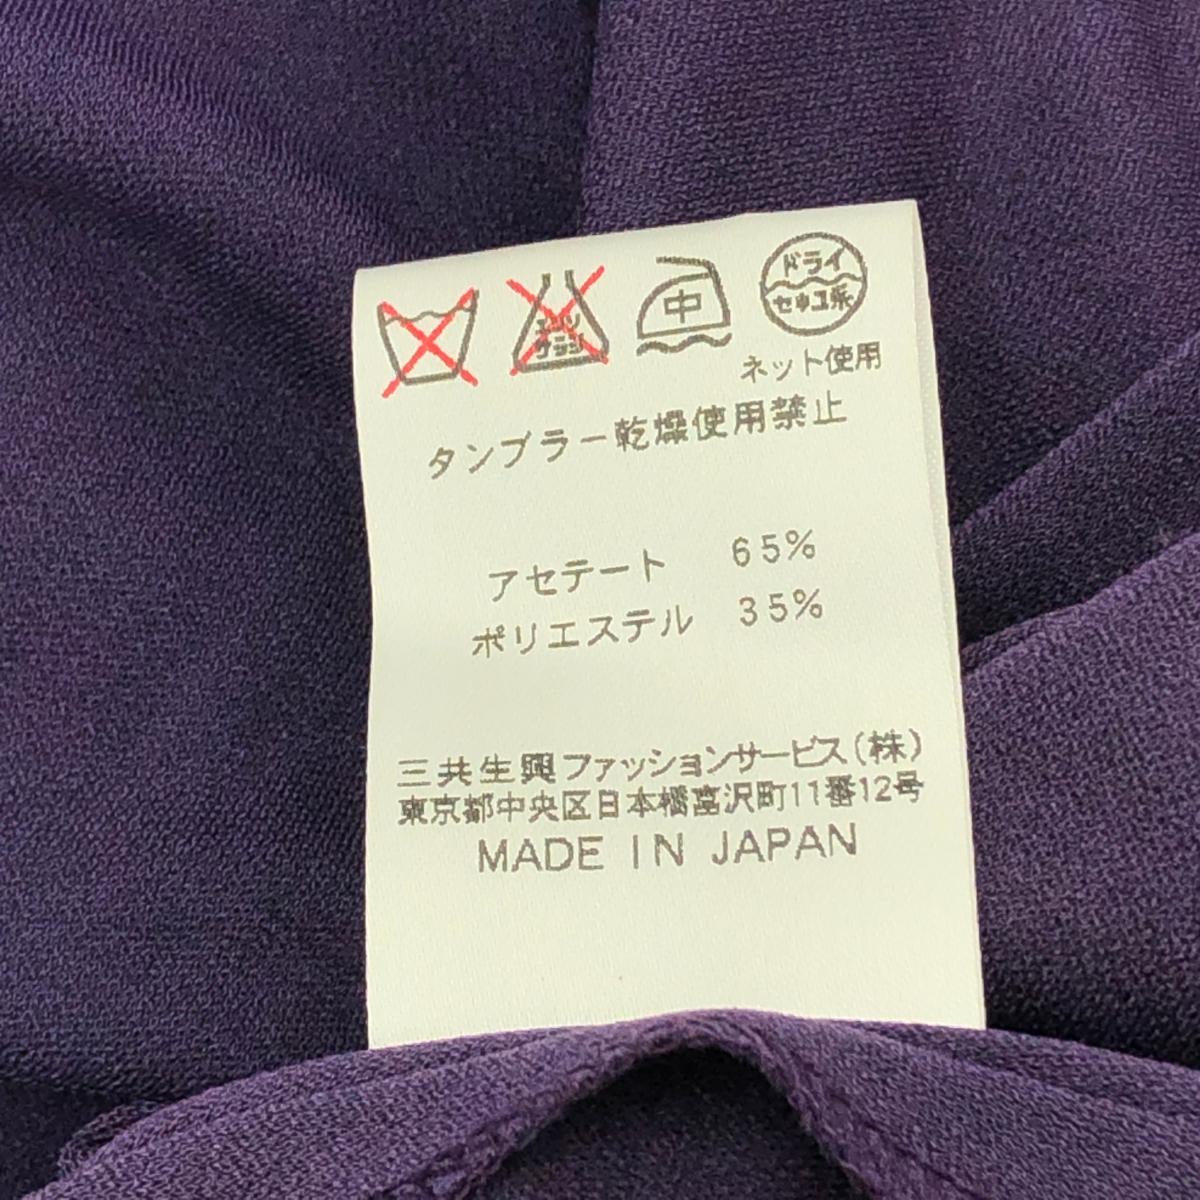 エンソ
サラシ
中
ドライ
セキユ系
ネット使用
タンブラー乾燥使用禁止
アセテート 65%
ポリエステル 35%
三共生興ファッションサービス(株)
東京都中央区日本橋富沢町11番12号
MADE IN JAPAN